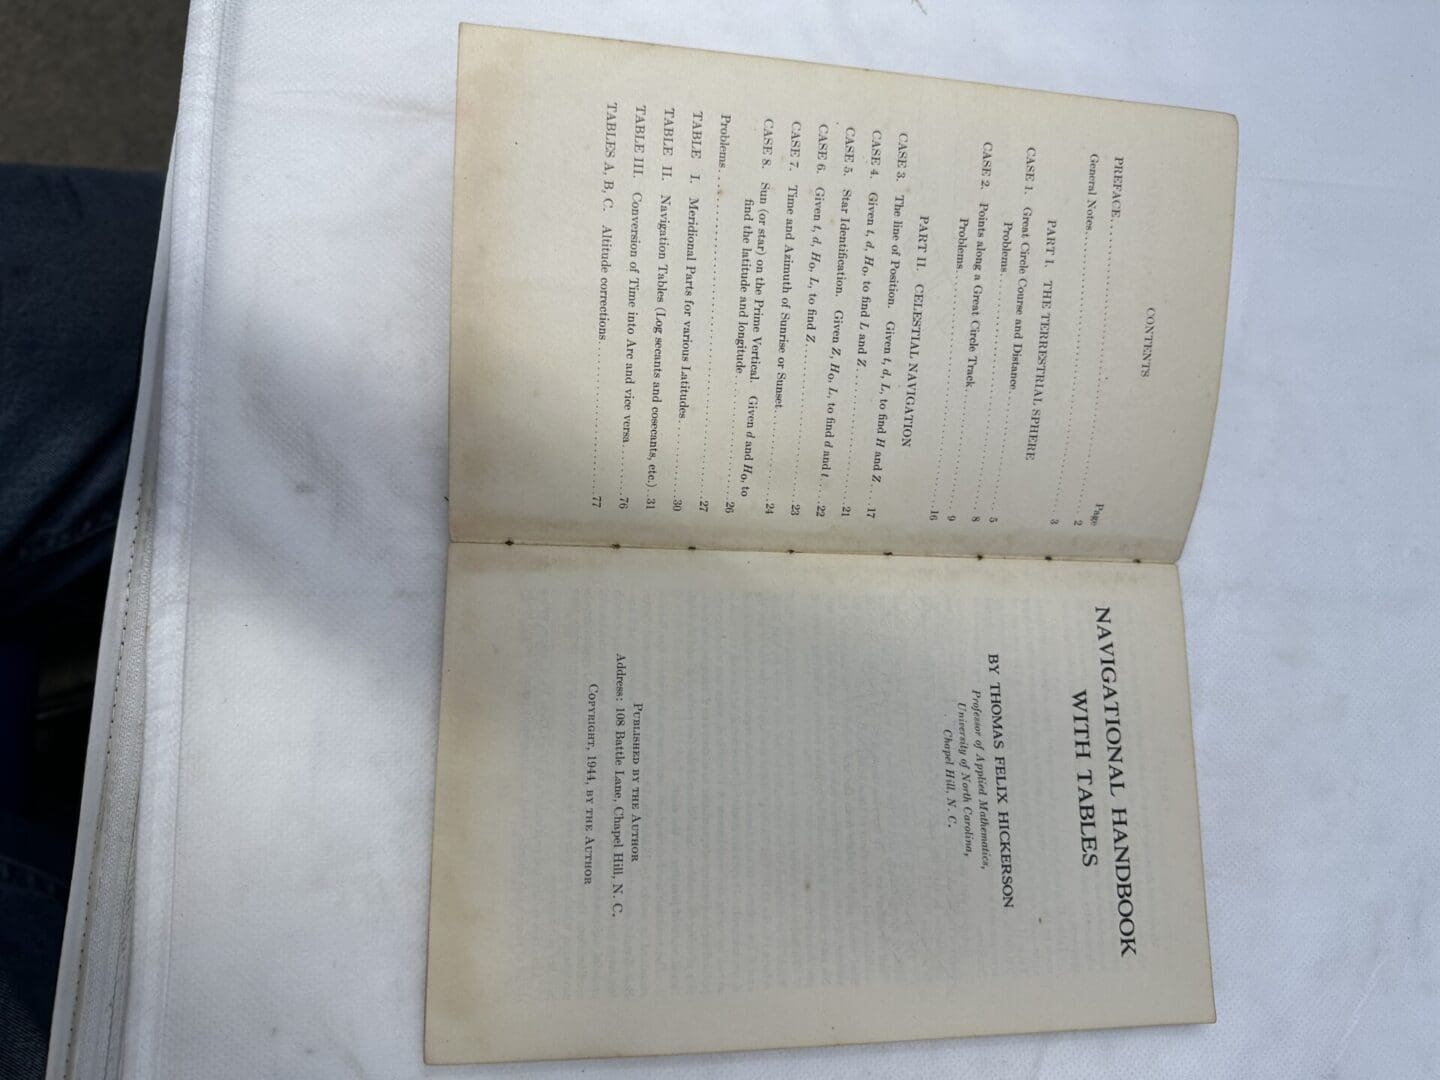 CONTENTS
Page
PREFACE........................................ 2
General Notes........................................ 3
PART I. THE TERRESTRIAL SPHERE
CASE 1. Great Circle Course and Distance.................... 5
Problems........................................ 8
CASE 2. Points along a Great Circle Track.................... 9
Problems........................................ 16
PART II. CELESTIAL NAVIGATION
CASE 3. The line of Position. Given t, d, L, to find H and Z....17
CASE 4. Given t, d, Ho, to find L and Z....................21
CASE 5. Star Identification. Given Z, Ho, L, to find d and t....22
CASE 6. Given t, d, Ho, L, to find Z....................23
CASE 7. Time and Azimuth of Sunrise or Sunset....................24
CASE 8. Sun (or star) on the Prime Vertical. Given d and Ho, to
find the latitude and longitude....................26
Problems........................................27
TABLE I. Meridional Parts for various Latitudes..........30
TABLE II. Navigation Tables (Log secants and cosecants, etc.)..31
TABLE III. Conversion of Time into Arc and vice versa........76
TABLES A, B, C. Altitude corrections....................77
NAVIGATIONAL HANDBOOK
WITH TABLES
BY THOMAS FELIX HICKERSON
Professor of Applied Mathematics,
University of North Carolina,
Chapel Hill, N. C.
PUBLISHED BY THE AUTHOR
Address: 108 Battle Lane, Chapel Hill, N. C.
COPYRIGHT, 1944, BY THE AUTHOR